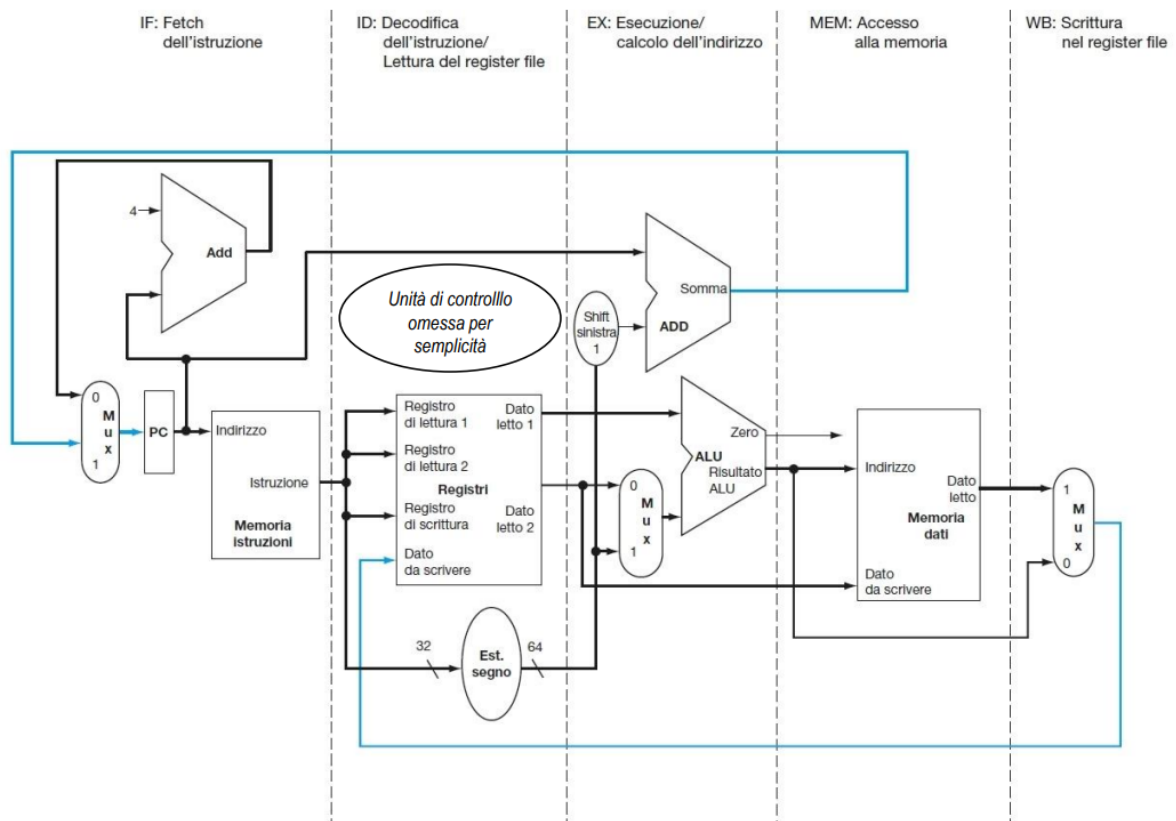 IF: Fetch
dell'istruzione
ID: Decodifica
dell'istruzione/
Lettura del register file
EX: Esecuzione/
calcolo dell'indirizzo
MEM: Accesso
alla memoria
WB: Scrittura
nel register file
4
Add
Unità di controlllo
omessa per
semplicità
Shift
sinistra
1
Somma
ADD
0
M
u
x
1
PC
Indirizzo
Istruzione
Memoria
istruzioni
Registro
di lettura 1
Registro
di lettura 2
Registri
Registro
di scrittura
Dato
da scrivere
Dato
letto 1
Dato
letto 2
0
M
u
x
1
Zero
ALU
Risultato
ALU
Indirizzo
Dato
letto
Memoria
dati
Dato
da scrivere
1
M
u
x
0
32
Est.
segno
64